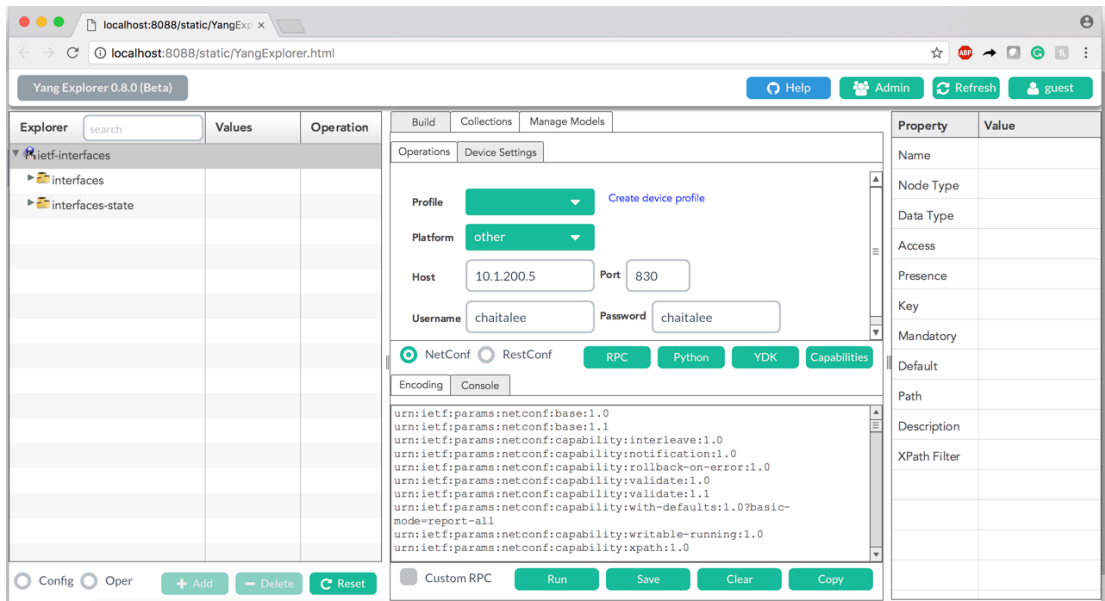 localhost:8088/static/YangExp
localhost:8088/static/YangExplorer.html
ABP
G
Yang Explorer 0.8.0 (Beta)
Help
Admin
Refresh
guest
Explorer search Values Operation
ietf-interfaces
interfaces
interfaces-state
Config Oper + Add − Delete Reset
Build Collections Manage Models
Operations Device Settings
Profile Create device profile
Platform other
Host 10.1.200.5 Port 830
Username chaitalee Password chaitalee
NetConf RestConf RPC Python YDK Capabilities
Encoding Console
urn:ietf:params:netconf:base:1.0
urn:ietf:params:netconf:base:1.1
urn:ietf:params:netconf:capability:interleave:1.0
urn:ietf:params:netconf:capability:notification:1.0
urn:ietf:params:netconf:capability:rollback-on-error:1.0
urn:ietf:params:netconf:capability:validate:1.0
urn:ietf:params:netconf:capability:validate:1.1
urn:ietf:params:netconf:capability:with-defaults:1.0?basic-
mode=report-all
urn:ietf:params:netconf:capability:writable-running:1.0
urn:ietf:params:netconf:capability:xpath:1.0
Custom RPC Run Save Clear Copy
Property Value
Name
Node Type
Data Type
Access
Presence
Key
Mandatory
Default
Path
Description
XPath Filter